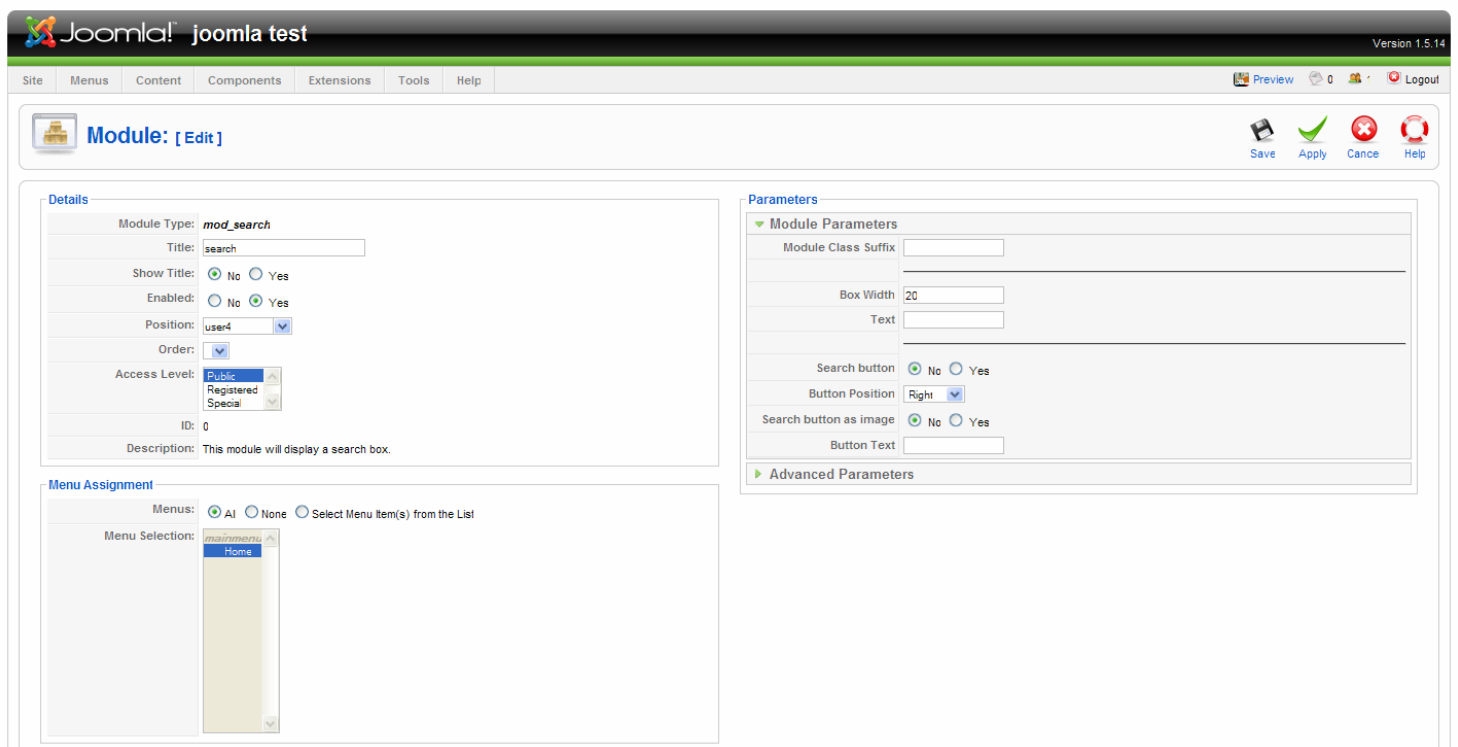 Joomla!™ joomla test
Version 1.5.14
Site Menus Content Components Extensions Tools Help
Preview 0 Logout
Module: [ Edit ]
Save Apply Cance Help
Details
Module Type: mod_search
Title: search
Show Title: No Yes
Enabled: No Yes
Position: user4
Order:
Access Level: Public
Registered
Special
ID: 0
Description: This module will display a search box.
Menu Assignment
Menus: Al None Select Menu Item(s) from the List
Menu Selection: mainmenu
Home
Parameters
Module Parameters
Module Class Suffix
Box Width 20
Text
Search button No Yes
Button Position Right
Search button as image No Yes
Button Text
Advanced Parameters